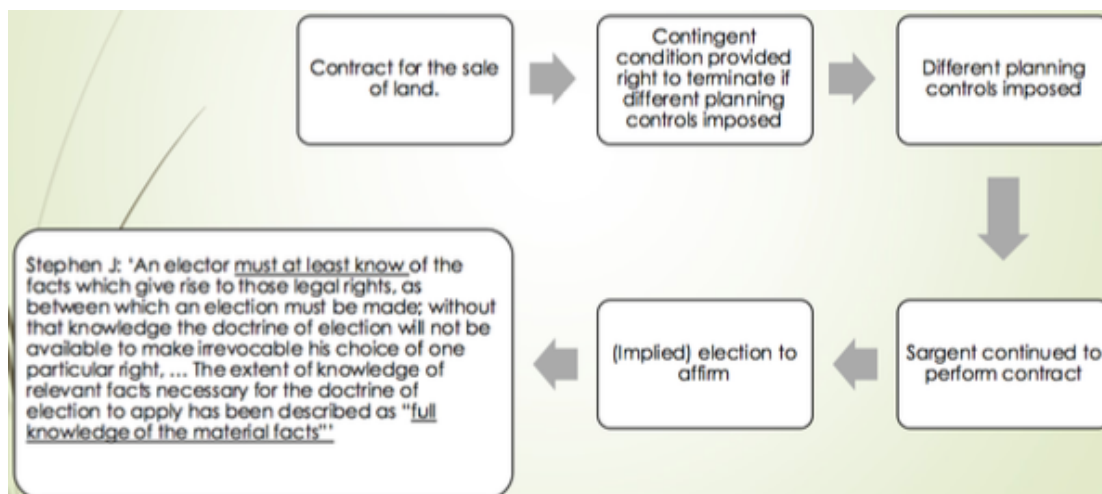 Contract for the sale
of land.
Contingent
condition provided
right to terminate if
different planning
controls imposed
Different planning
controls imposed
Sargent continued to
perform contract
(Implied) election to
affirm
Stephen J: 'An elector must at least know of the
facts which give rise to those legal rights, as
between which an election must be made; without
that knowledge the doctrine of election will not be
available to make irrevocable his choice of one
particular right, ... The extent of knowledge of
relevant facts necessary for the doctrine of
election to apply has been described as "full
knowledge of the material facts"'